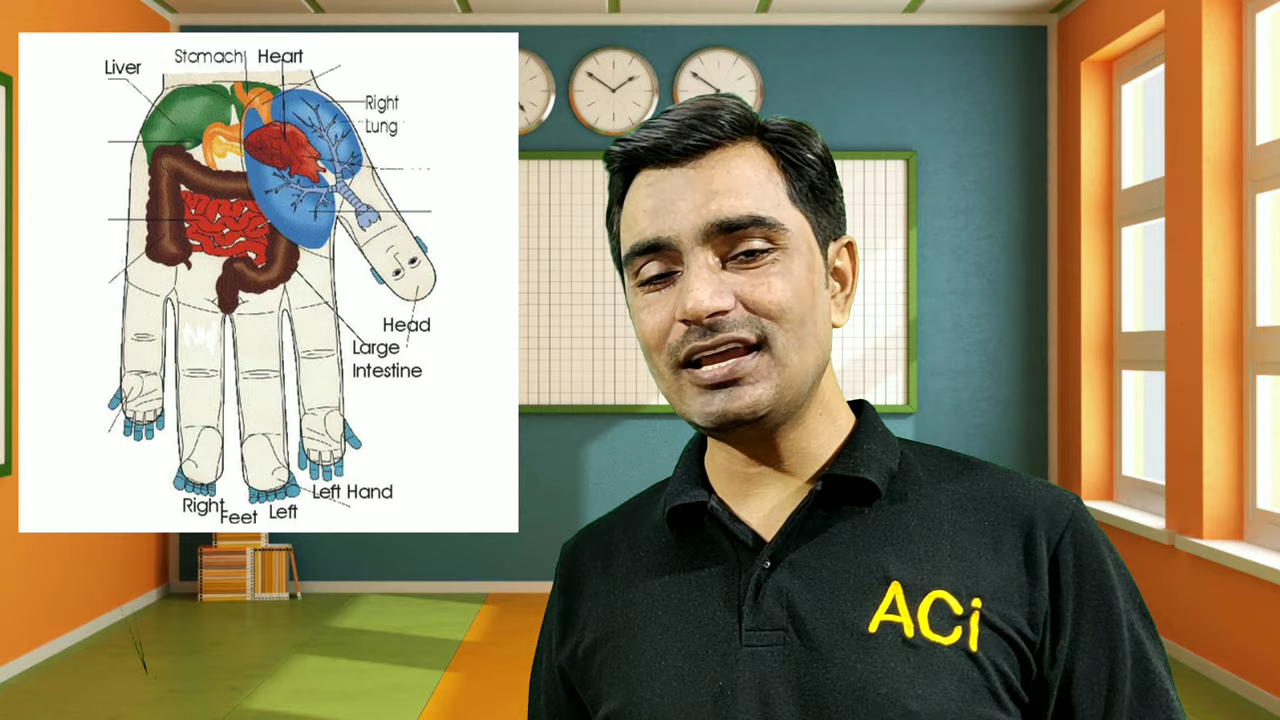 Stomach Heart
Liver
Right
Lung
Head
Large
Intestine
Left Hand
Right
Feet Left
ACi